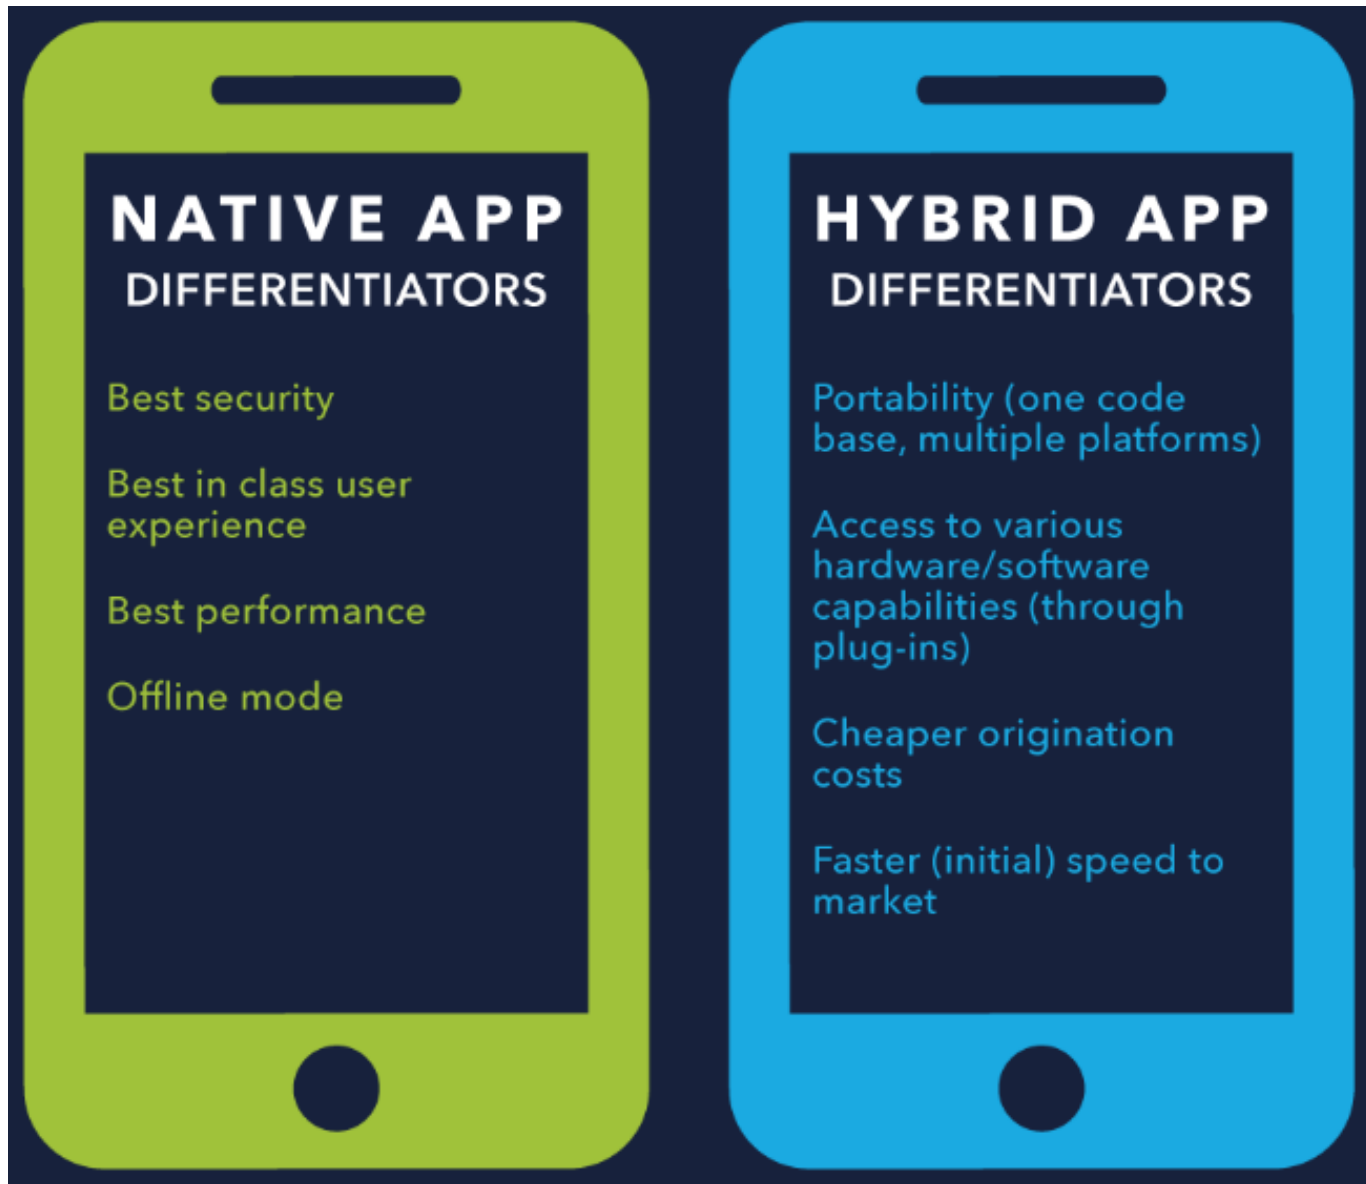 NATIVE APP
DIFFERENTIATORS
Best security
Best in class user
experience
Best performance
Offline mode
HYBRID APP
DIFFERENTIATORS
Portability (one code
base, multiple platforms)
Access to various
hardware/software
capabilities (through
plug-ins)
Cheaper origination
costs
Faster (initial) speed to
market